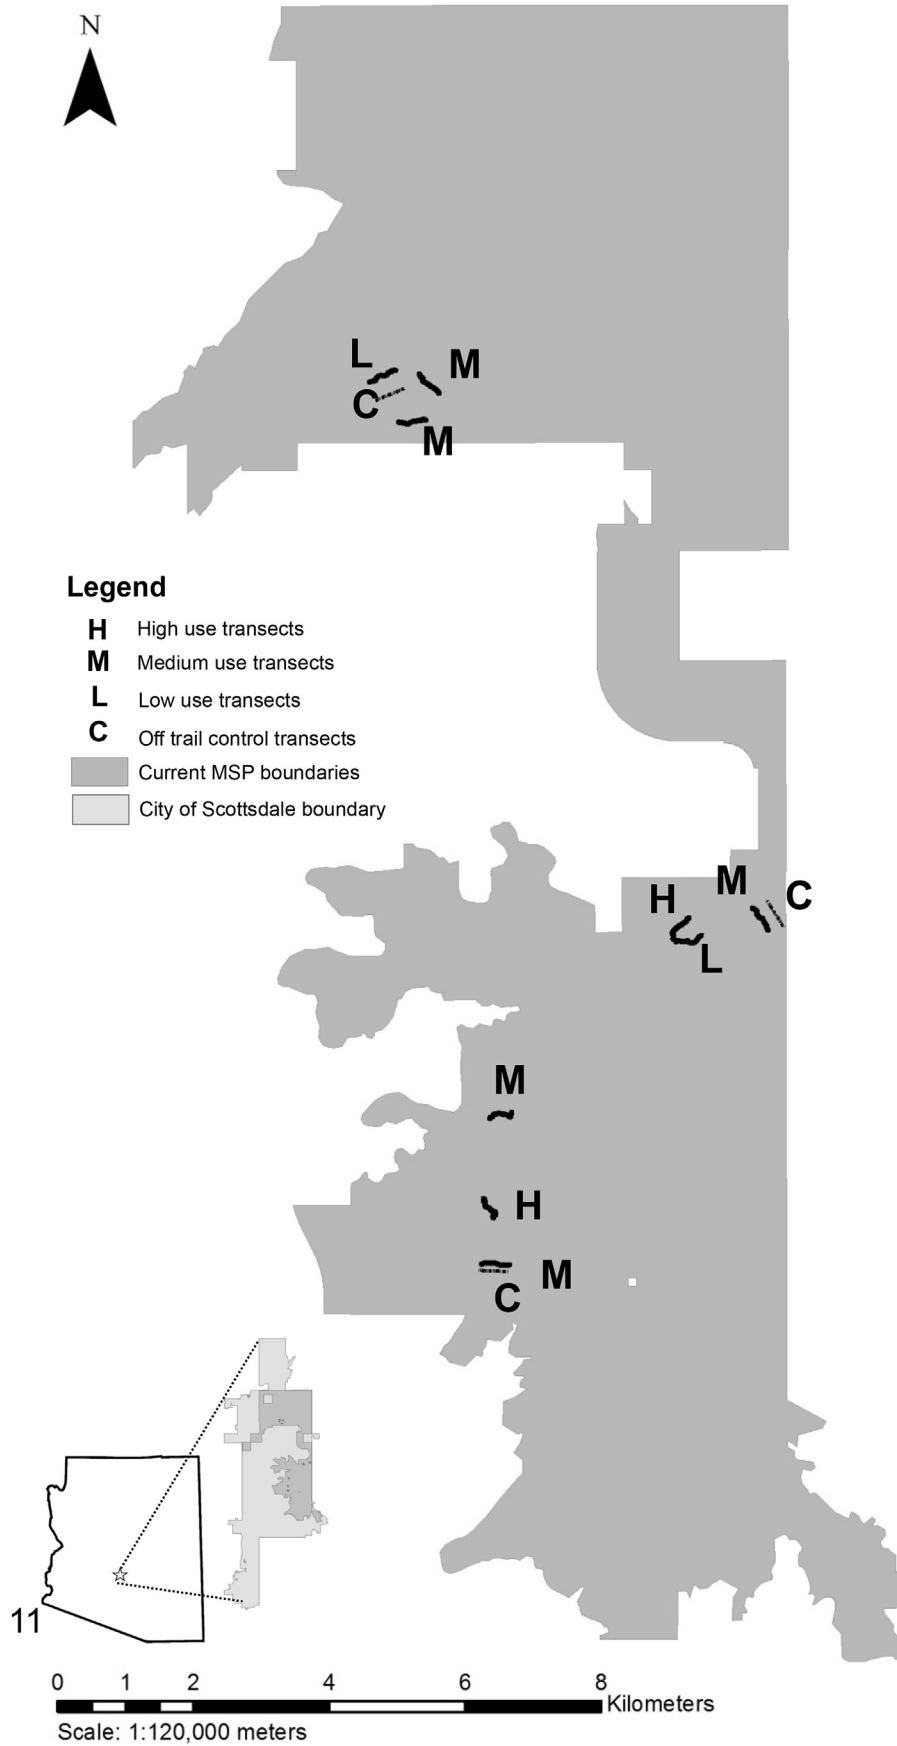 N
L
M
C
M
Legend
H High use transects
M Medium use transects
L Low use transects
C Off trail control transects
Current MSP boundaries
City of Scottsdale boundary
M
C
H
L
M
H
M
C
11
0 1 2 4 6 8
Kilometers
Scale: 1:120,000 meters